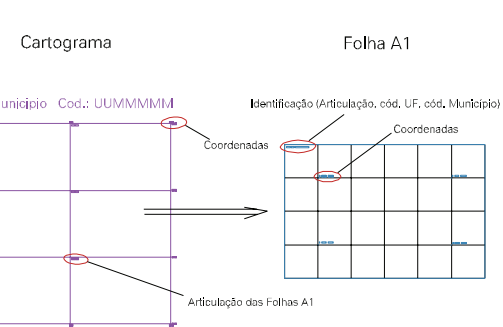 Cartograma
Folha A1
unicípio Cod.: UUMMMMM
Identificação (Articulação, cód. UF, cód. Município)
Coordenadas
Coordenadas
Articulação das Folhas A1